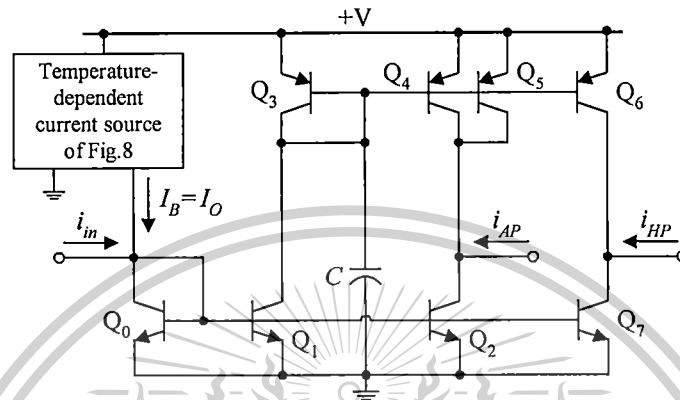 +V
Temperature-
dependent
current source
of Fig.8
Q3
Q4
Q5
Q6
I_B=I_O
i_in
i_AP
i_HP
C
Q0
Q1
Q2
Q7